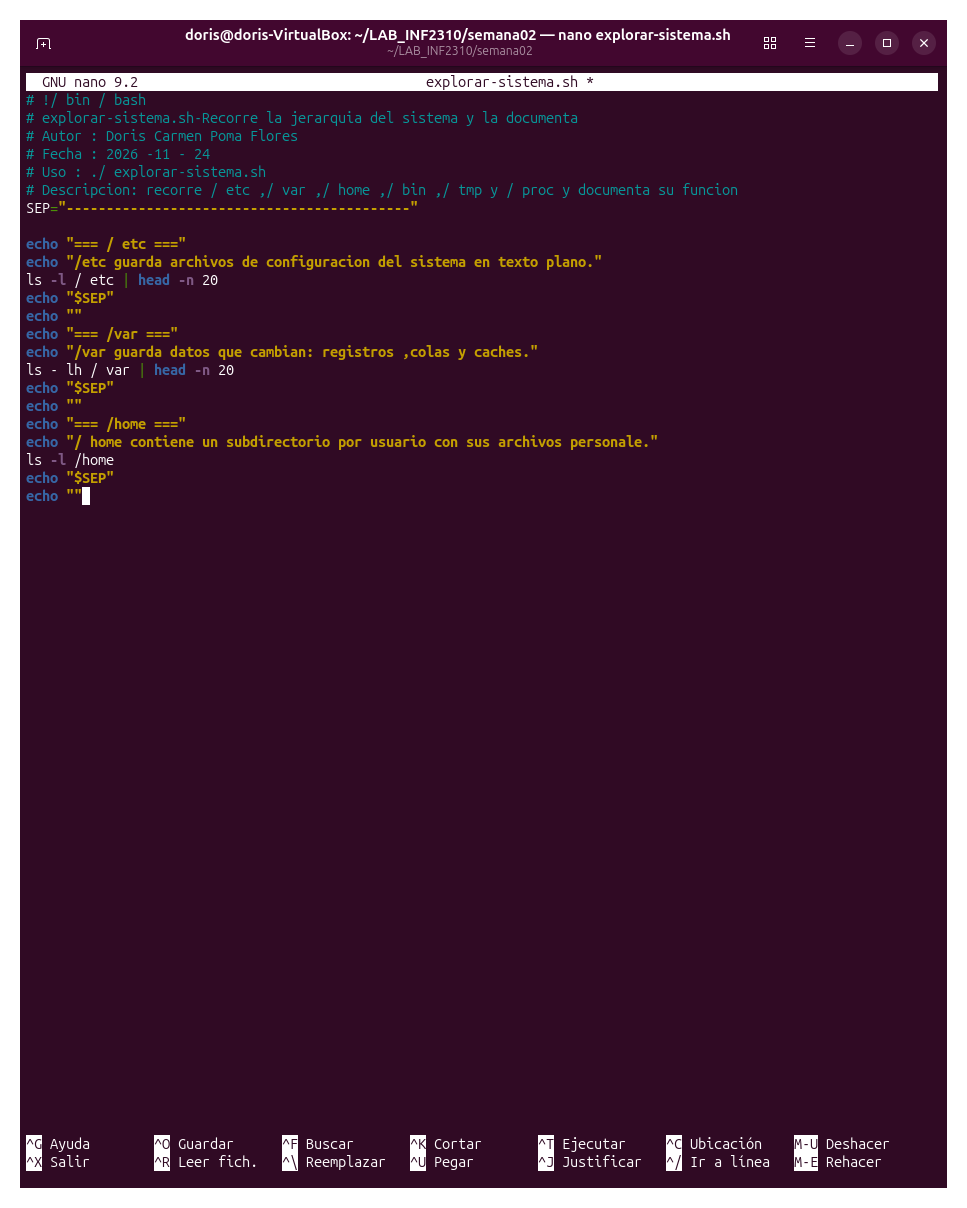 doris@doris-VirtualBox: ~/LAB_INF2310/semana02 — nano explorar-sistema.sh
~/LAB_INF2310/semana02
GNU nano 9.2 explorar-sistema.sh *
# !/ bin / bash
# explorar-sistema.sh-Recorre la jerarquia del sistema y la documenta
# Autor : Doris Carmen Poma Flores
# Fecha : 2026 -11 - 24
# Uso : ./ explorar-sistema.sh
# Descripcion: recorre / etc ,/ var ,/ home ,/ bin ,/ tmp y / proc y documenta su funcion
SEP="-------------------------------------------"
echo "=== / etc ==="
echo "/etc guarda archivos de configuracion del sistema en texto plano."
ls -l / etc | head -n 20
echo "$SEP"
echo ""
echo "=== /var ==="
echo "/var guarda datos que cambian: registros ,colas y caches."
ls - lh / var | head -n 20
echo "$SEP"
echo ""
echo "=== /home ==="
echo "/ home contiene un subdirectorio por usuario con sus archivos personale."
ls -l /home
echo "$SEP"
echo ""
^G Ayuda ^O Guardar ^F Buscar ^K Cortar ^T Ejecutar ^C Ubicación M-U Deshacer
^X Salir ^R Leer fich. ^\ Reemplazar ^U Pegar ^J Justificar ^/ Ir a línea M-E Rehacer